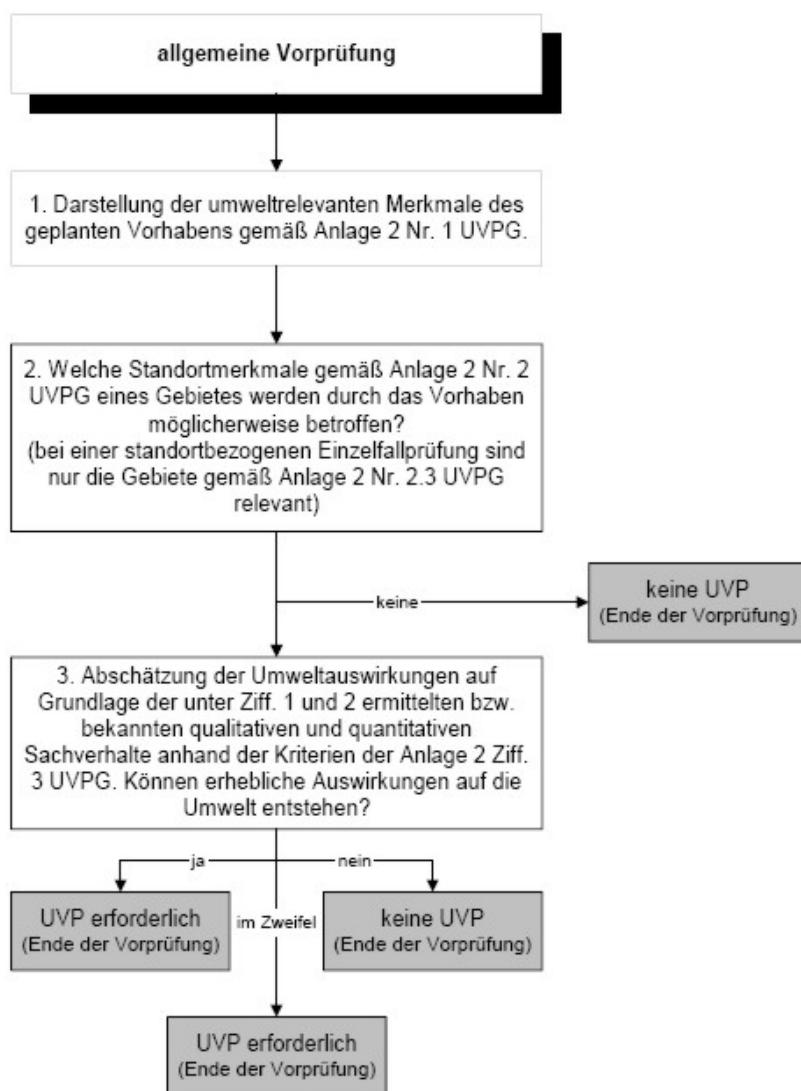 allgemeine Vorprüfung
1. Darstellung der umweltrelevanten Merkmale des
geplanten Vorhabens gemäß Anlage 2 Nr. 1 UVPG.
2. Welche Standortmerkmale gemäß Anlage 2 Nr. 2
UVPG eines Gebietes werden durch das Vorhaben
möglicherweise betroffen?
(bei einer standortbezogenen Einzelfallprüfung sind
nur die Gebiete gemäß Anlage 2 Nr. 2.3 UVPG
relevant)
keine
keine UVP
(Ende der Vorprüfung)
3. Abschätzung der Umweltauswirkungen auf
Grundlage der unter Ziff. 1 und 2 ermittelten bzw.
bekannten qualitativen und quantitativen
Sachverhalte anhand der Kriterien der Anlage 2 Ziff.
3 UVPG. Können erhebliche Auswirkungen auf die
Umwelt entstehen?
ja
nein
UVP erforderlich
(Ende der Vorprüfung)
im Zweifel
keine UVP
(Ende der Vorprüfung)
UVP erforderlich
(Ende der Vorprüfung)